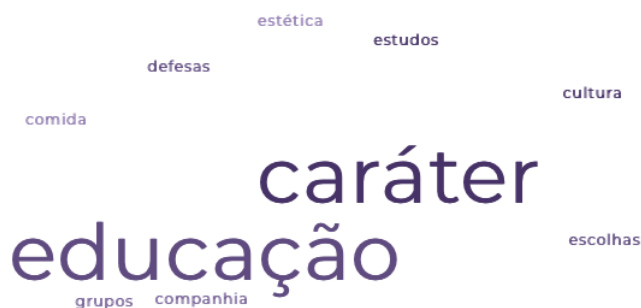 estética
estudos
defesas
cultura
comida
caráter
educação
escolhas
grupos companhia